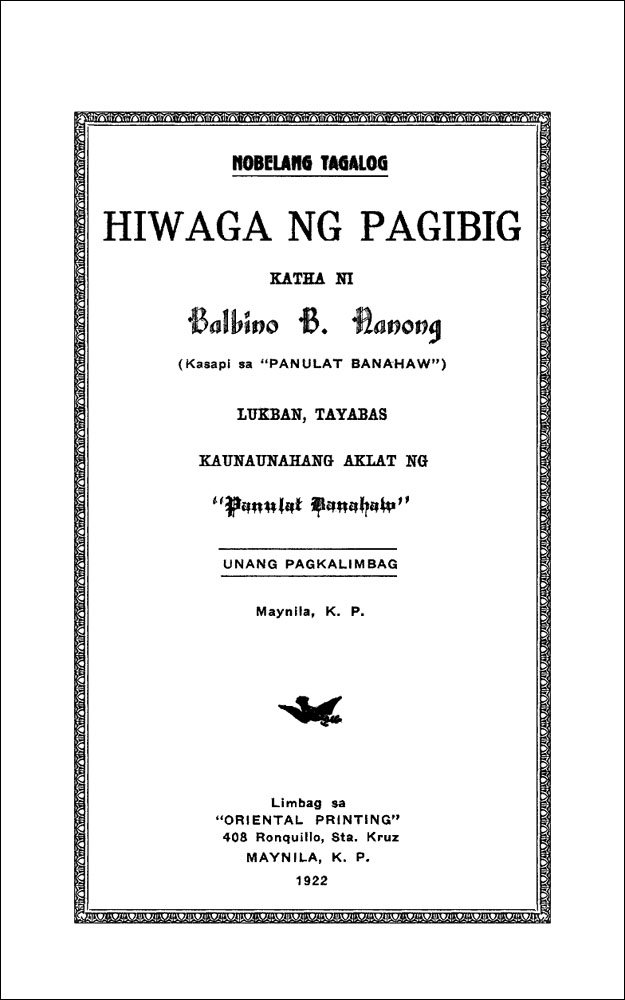 NOBELANG TAGALOG
HIWAGA NG PAGIBIG
KATHA NI
Balbino B. Nanong
(Kasapi sa “PANULAT BANAHAW”)
LUKBAN, TAYABAS
KAUNAUNAHANG AKLAT NG
“Panulat Banahaw”
UNANG PAGKALIMBAG
Maynila, K. P.
Limbag sa
“ORIENTAL PRINTING”
408 Ronquillo, Sta. Kruz
MAYNILA, K. P.
1922